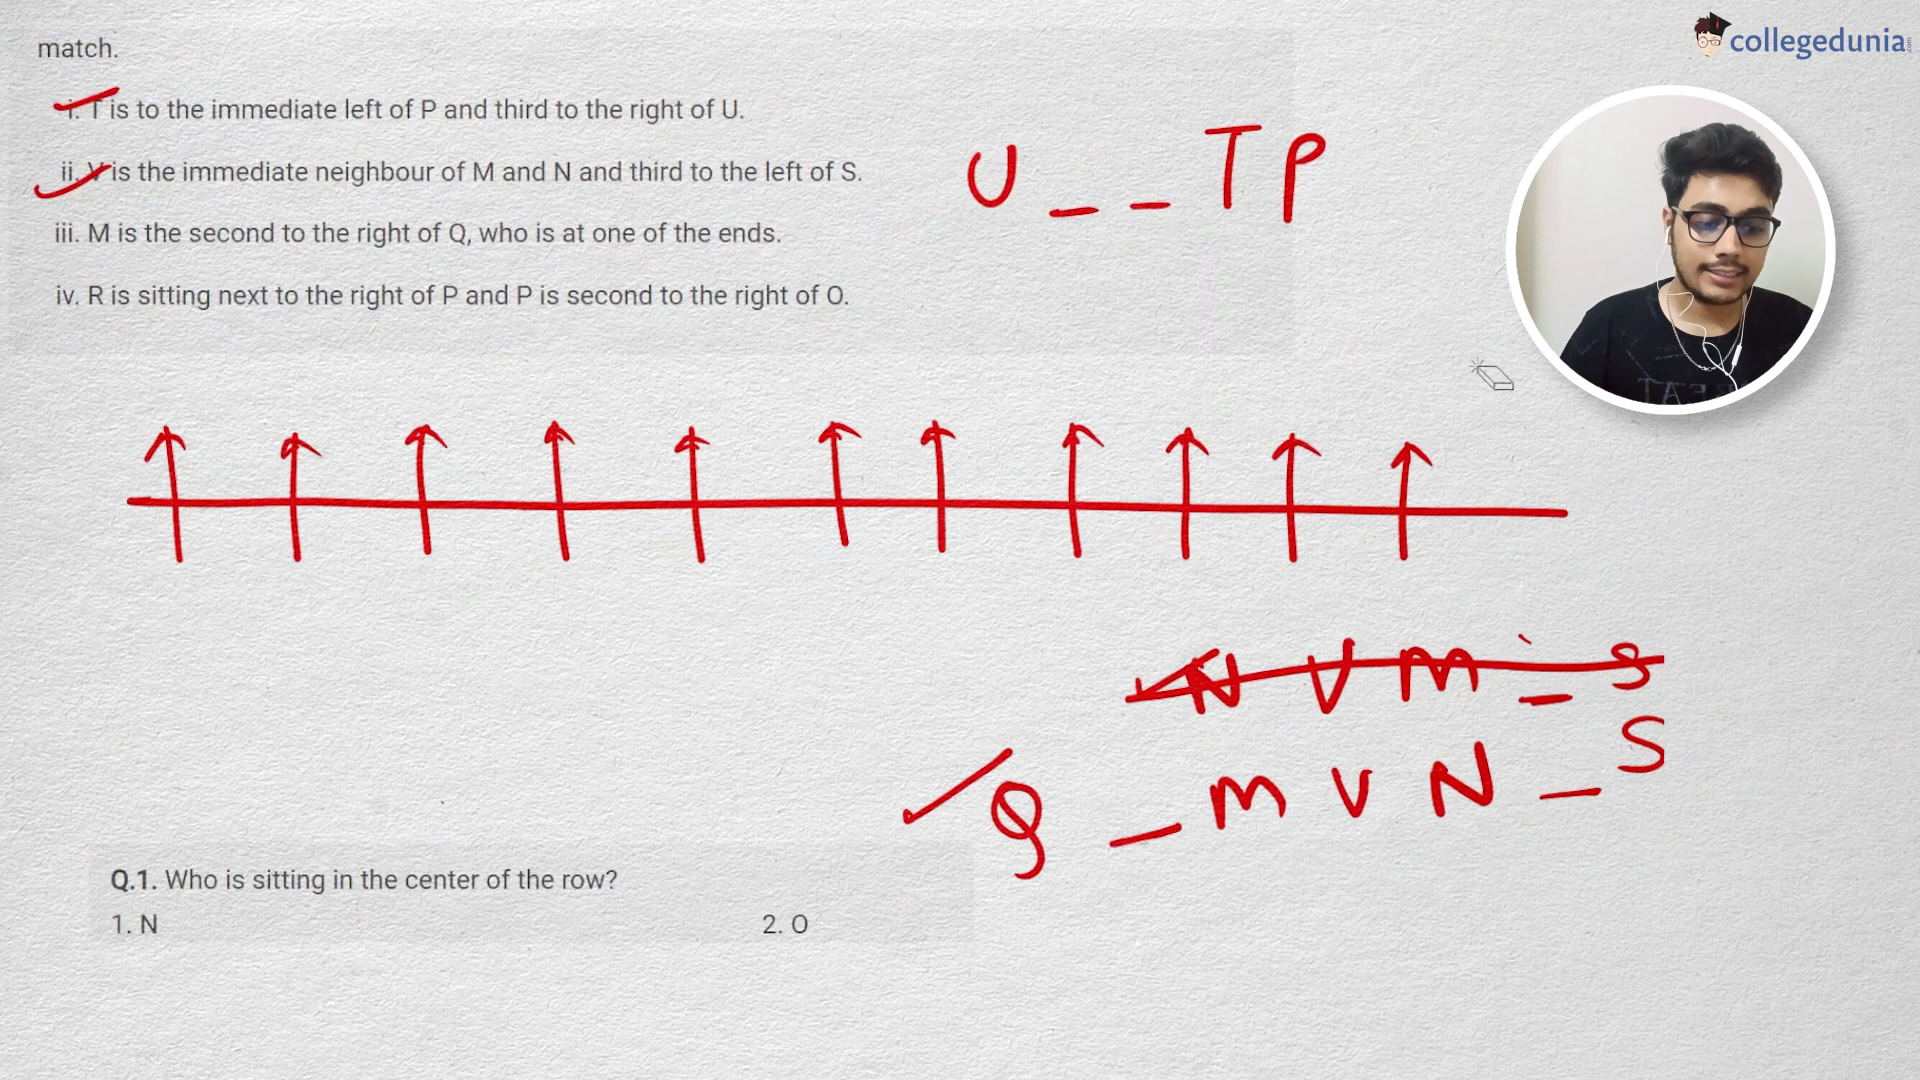 collegedunia
.com
match.
i. T is to the immediate left of P and third to the right of U.
ii. V is the immediate neighbour of M and N and third to the left of S.
iii. M is the second to the right of Q, who is at one of the ends.
iv. R is sitting next to the right of P and P is second to the right of O.
U _ _ T P
N V M _ S
Q _ M V N _ S
Q.1. Who is sitting in the center of the row?
1. N 2. O